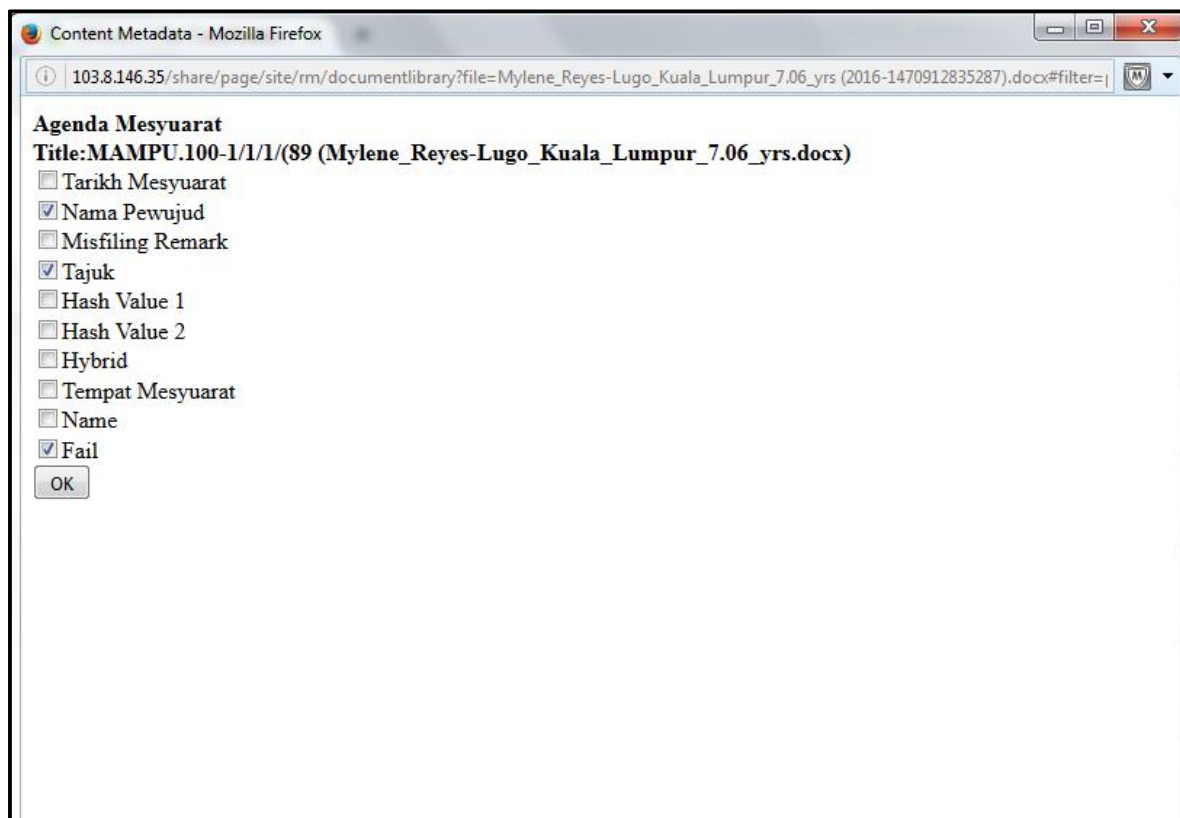 Content Metadata - Mozilla Firefox
103.8.146.35/share/page/site/rm/documentlibrary?file=Mylene_Reyes-Lugo_Kuala_Lumpur_7.06_yrs (2016-1470912835287).docx#filter=
Agenda Mesyuarat
Title:MAMPU.100-1/1/1/(89 (Mylene_Reyes-Lugo_Kuala_Lumpur_7.06_yrs.docx)
Tarikh Mesyuarat
Nama Pewujud
Misfiling Remark
Tajuk
Hash Value 1
Hash Value 2
Hybrid
Tempat Mesyuarat
Name
Fail
OK